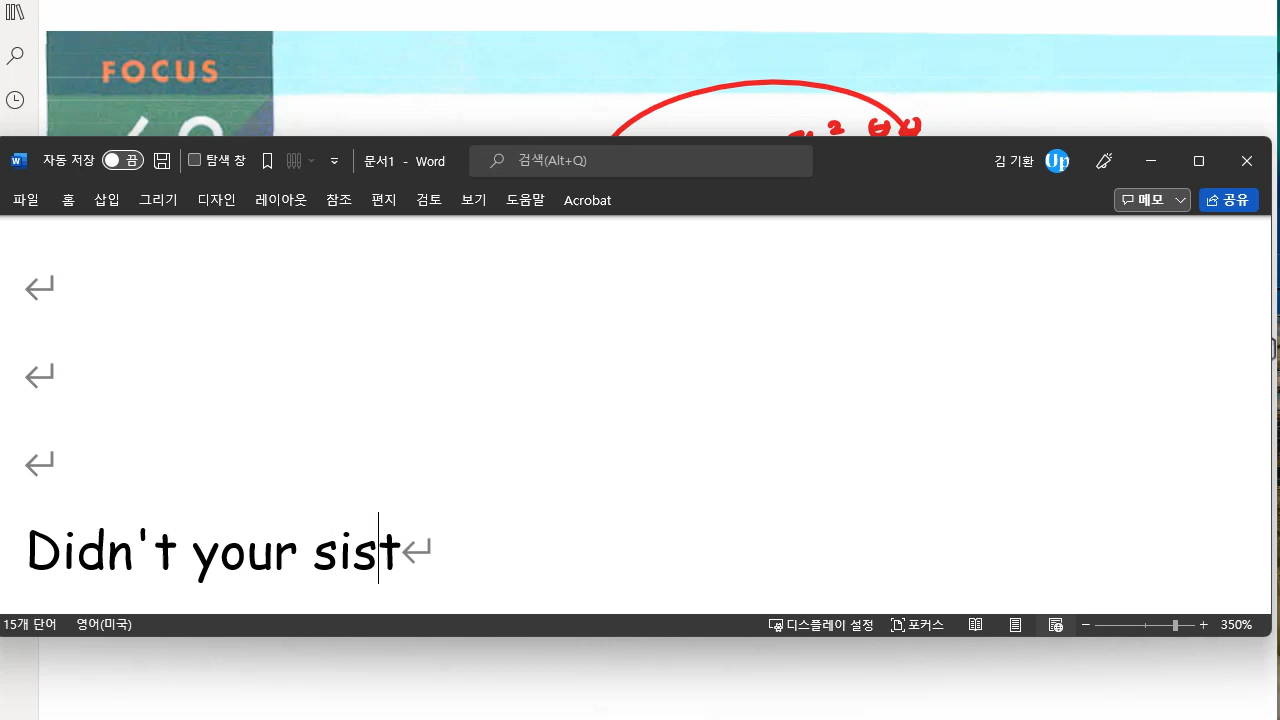 FOCUS
자동 저장 끔 탐색 창 문서1 - Word 검색(Alt+Q) 김 기환 Up
파일 홈 삽입 그리기 디자인 레이아웃 참조 편지 검토 보기 도움말 Acrobat 메모 공유
Didn't your sist
15개 단어 영어(미국) 디스플레이 설정 포커스 350%